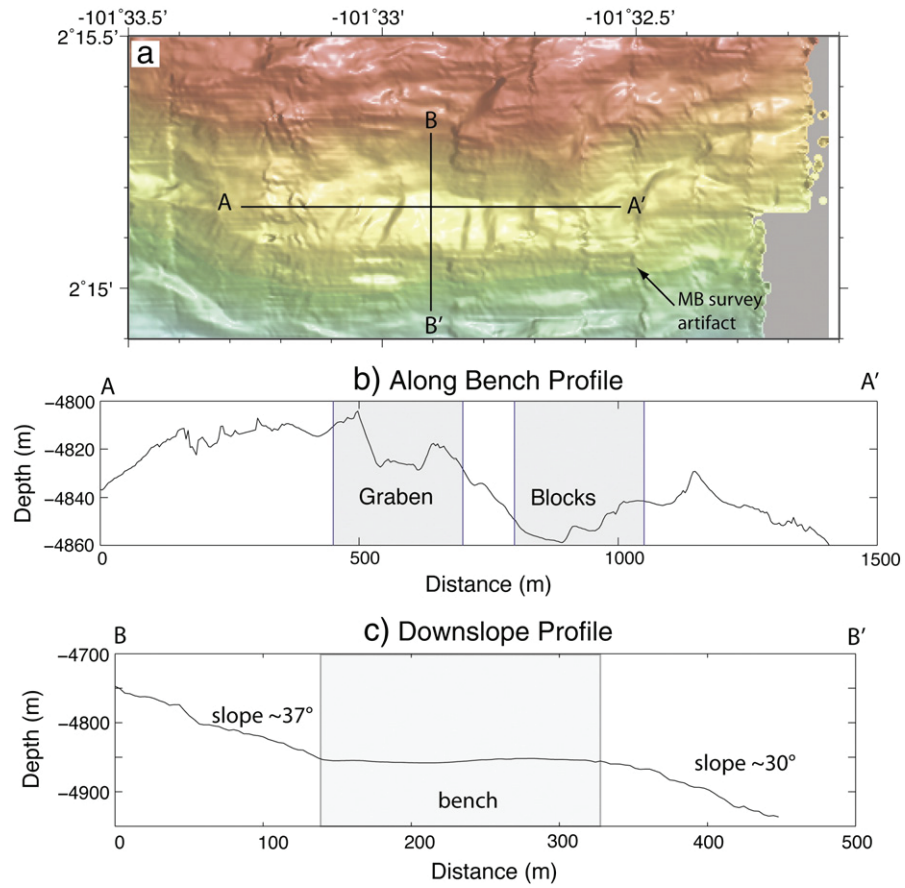 -101°33.5' -101°33' -101°32.5'
2°15.5'
a
B
A A'
2°15'
B'
MB survey
artifact
A b) Along Bench Profile A'
−4800
−4820
−4840
−4860
Depth (m)
Graben Blocks
0 500 1000 1500
Distance (m)
B c) Downslope Profile B'
−4700
−4800
−4900
Depth (m)
slope ~37°
slope ~30°
bench
0 100 200 300 400 500
Distance (m)